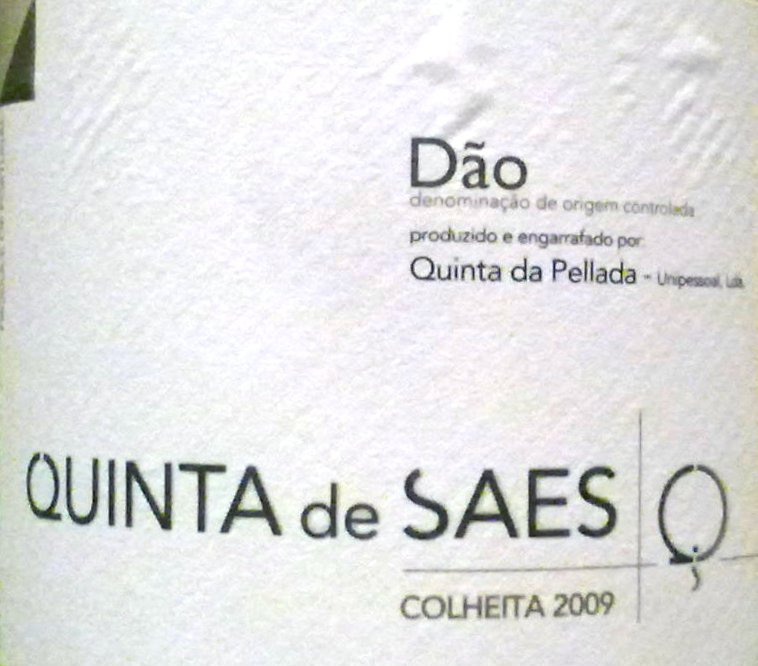 Dão
denominação de origem controlada
produzido e engarrafado por:
Quinta da Pellada - Unipessoal, Lda.
QUINTA de SAES
COLHEITA 2009